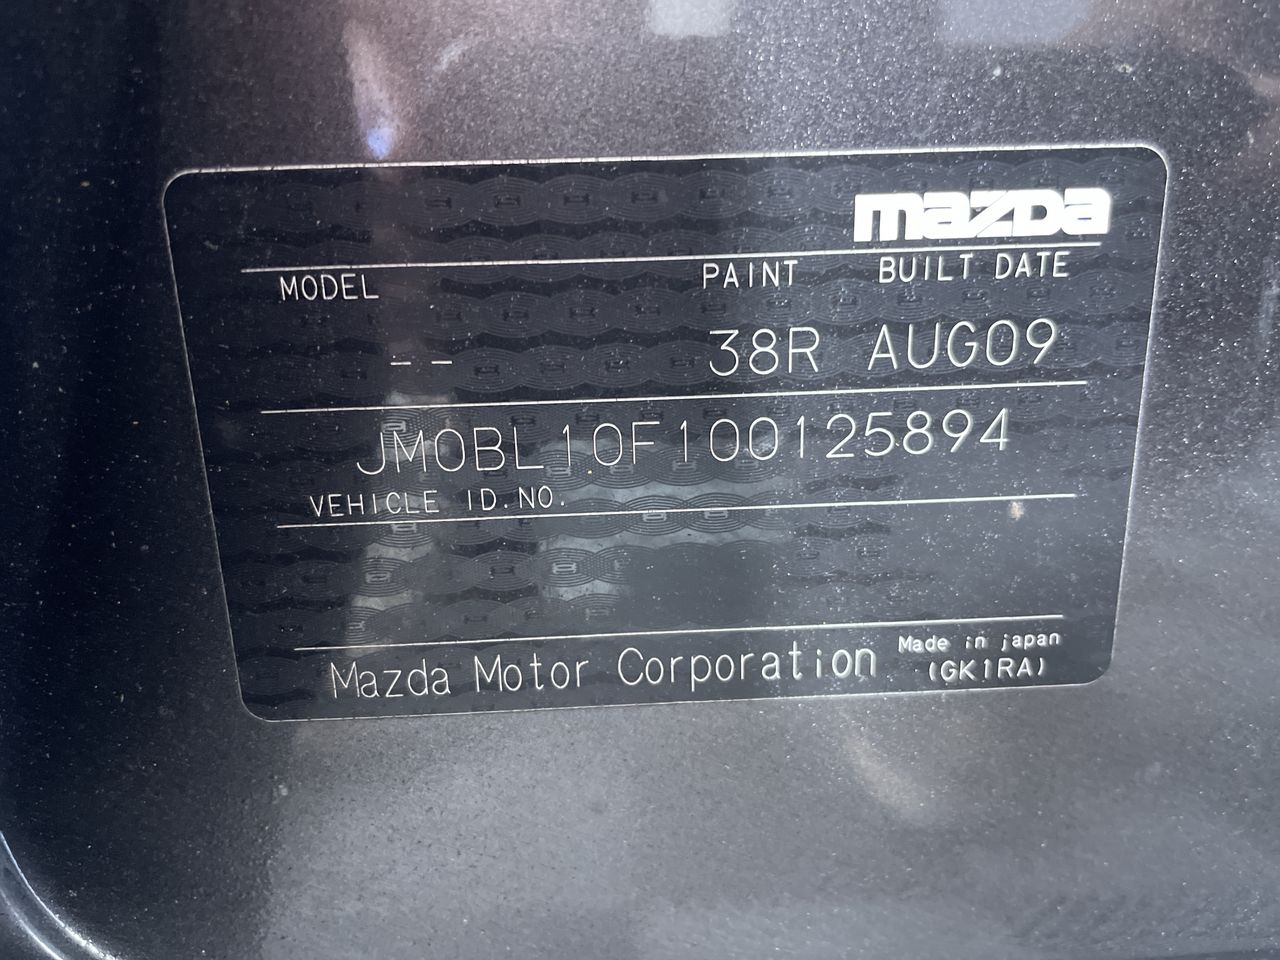 mazda
MODEL PAINT BUILT DATE
-- 38R AUG09
JM0BL10F100125894
VEHICLE ID.NO.
Mazda Motor Corporation Made in japan
(GK1RA)